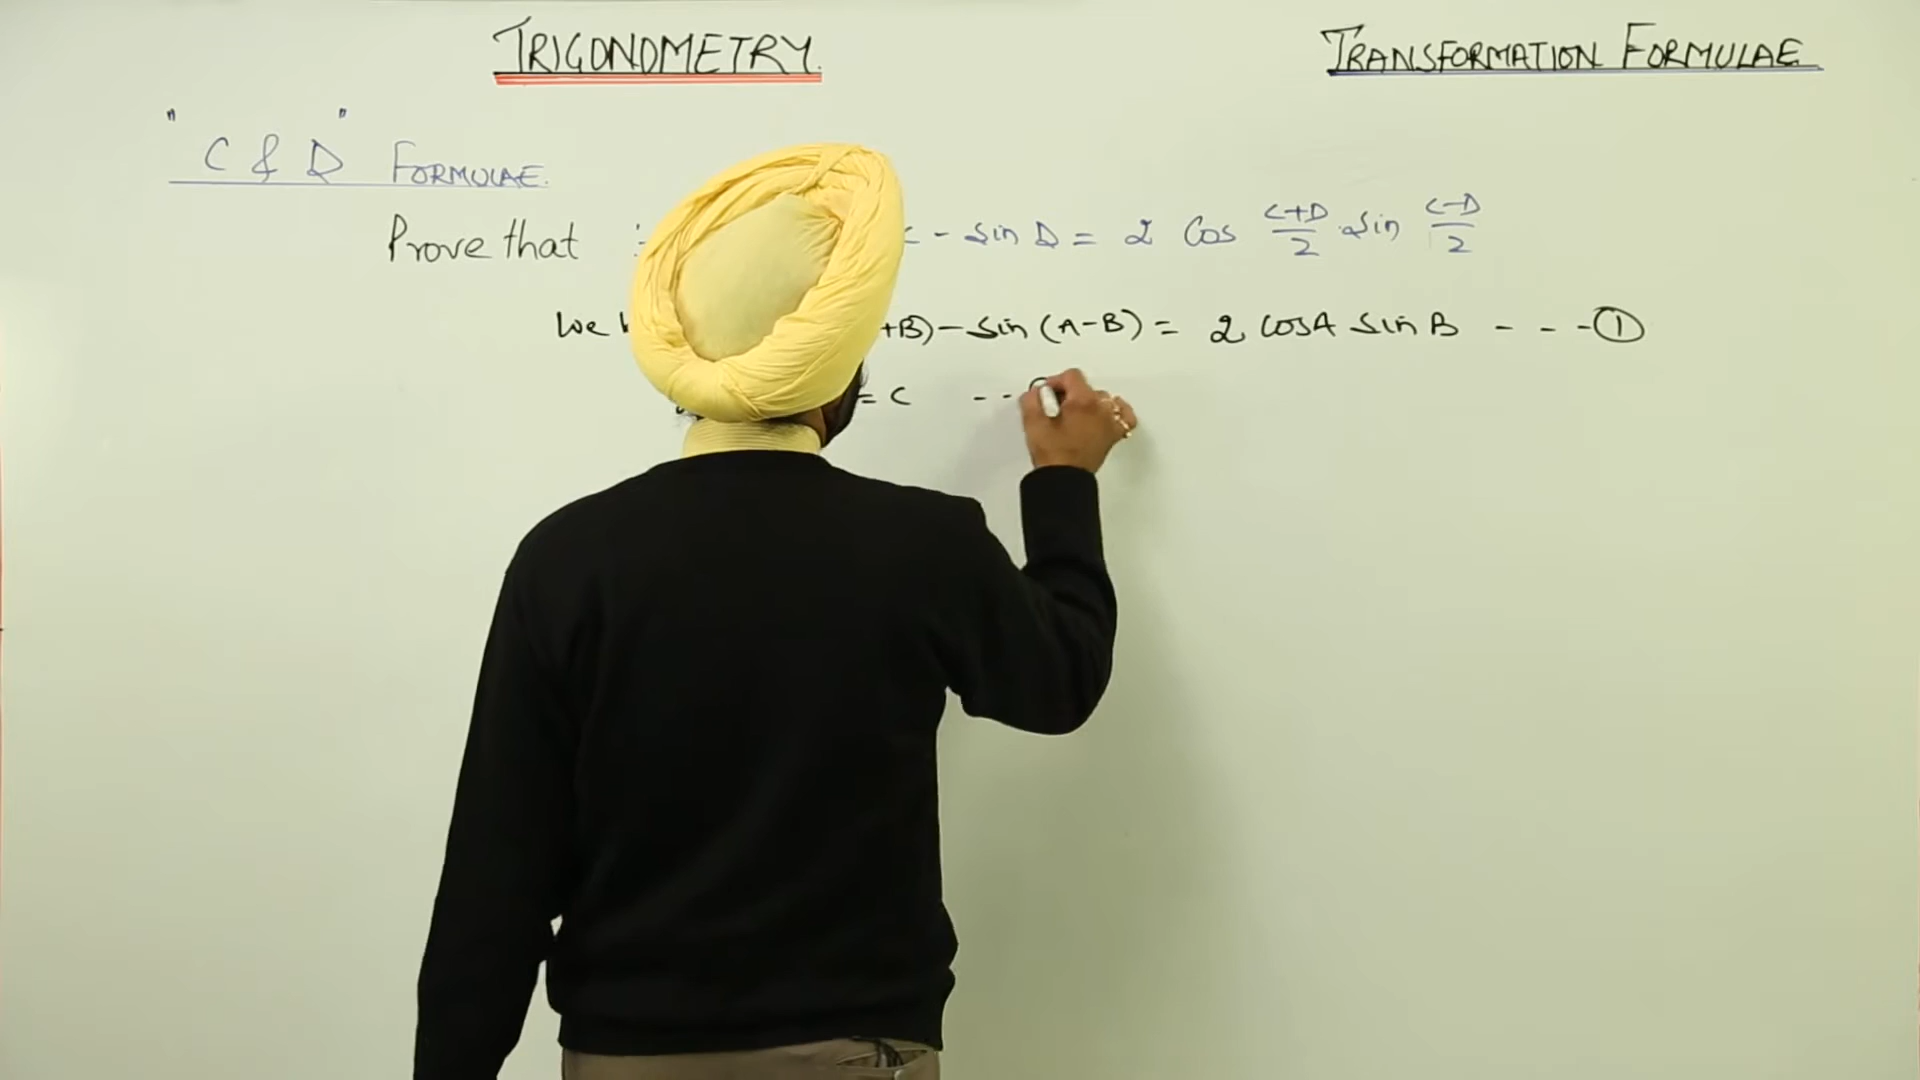 TRIGONOMETRY.
TRANSFORMATION FORMULAE
"C & D" FORMULAE.
Prove that : - sin D = 2 Cos (C+D)/2 . sin (C-D)/2
We +B) - sin (A-B) = 2 cosA sin B - - - ①
= C - -